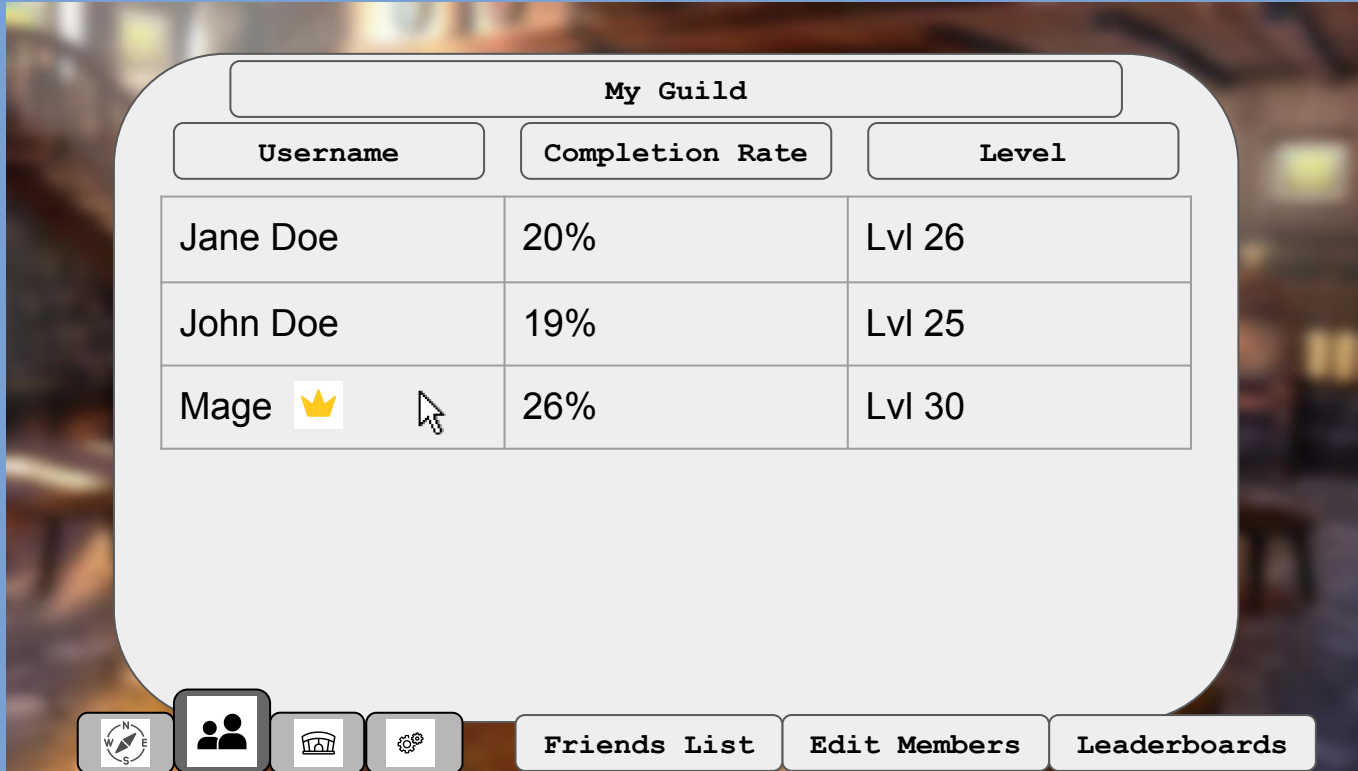 My Guild
Username Completion Rate Level
Jane Doe 20% Lvl 26
John Doe 19% Lvl 25
Mage 26% Lvl 30
N
W E
S
Friends List Edit Members Leaderboards